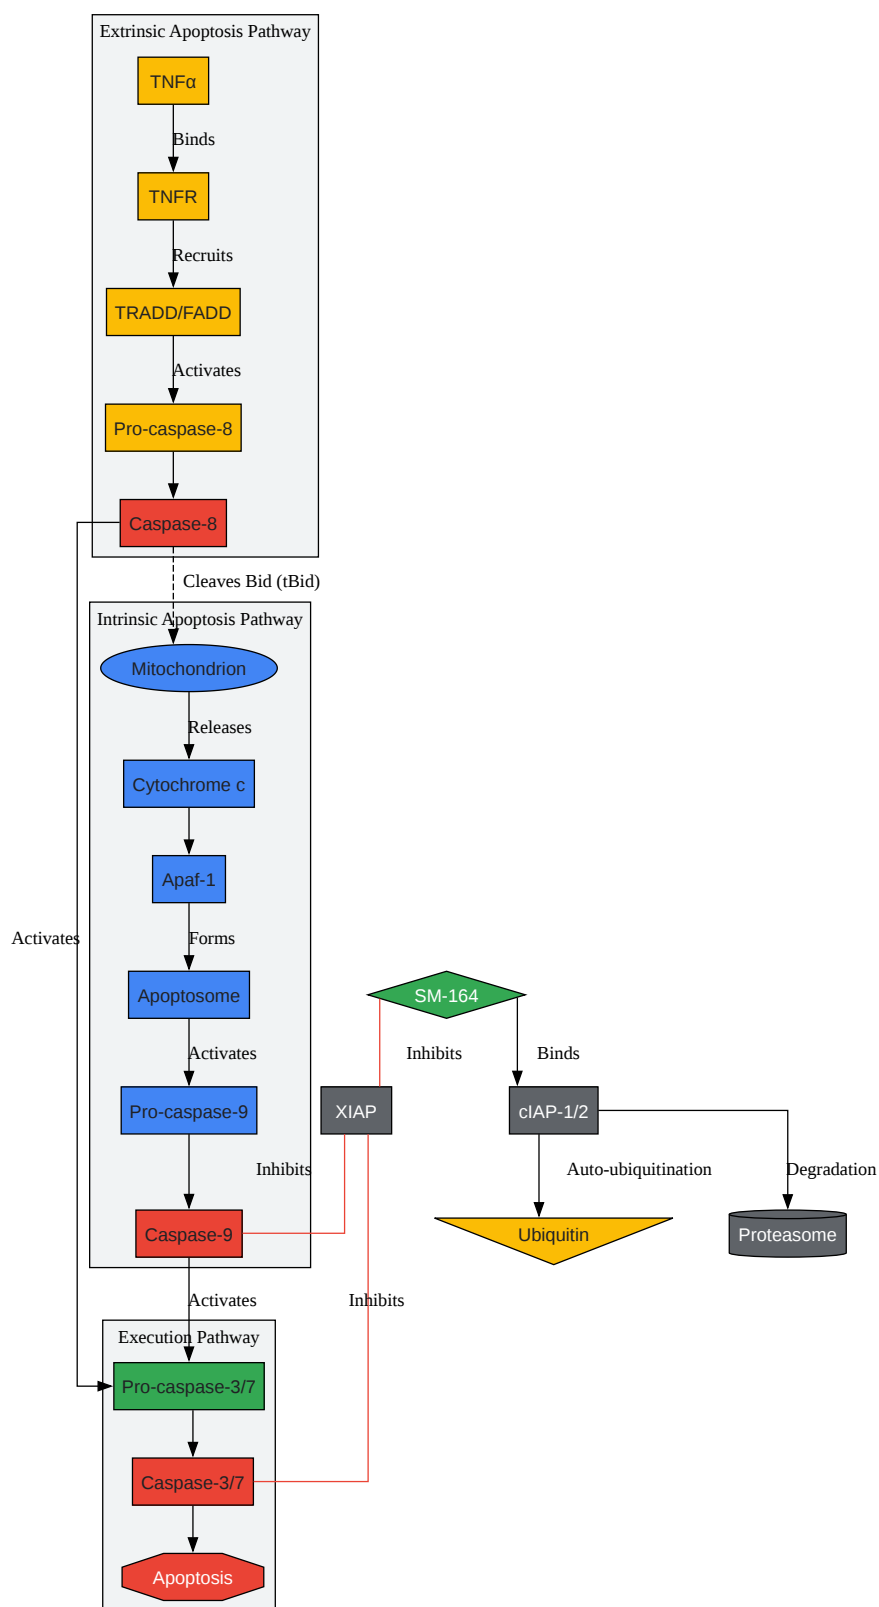 Extrinsic Apoptosis Pathway
TNFα
Binds
TNFR
Recruits
TRADD/FADD
Activates
Pro-caspase-8
Caspase-8
Cleaves Bid (tBid)
Intrinsic Apoptosis Pathway
Mitochondrion
Releases
Cytochrome c
Apaf-1
Activates
Forms
Apoptosome
SM-164
Activates
Inhibits
Binds
Pro-caspase-9
XIAP
cIAP-1/2
Inhibits
Auto-ubiquitination
Degradation
Caspase-9
Ubiquitin
Proteasome
Activates
Inhibits
Execution Pathway
Pro-caspase-3/7
Caspase-3/7
Apoptosis